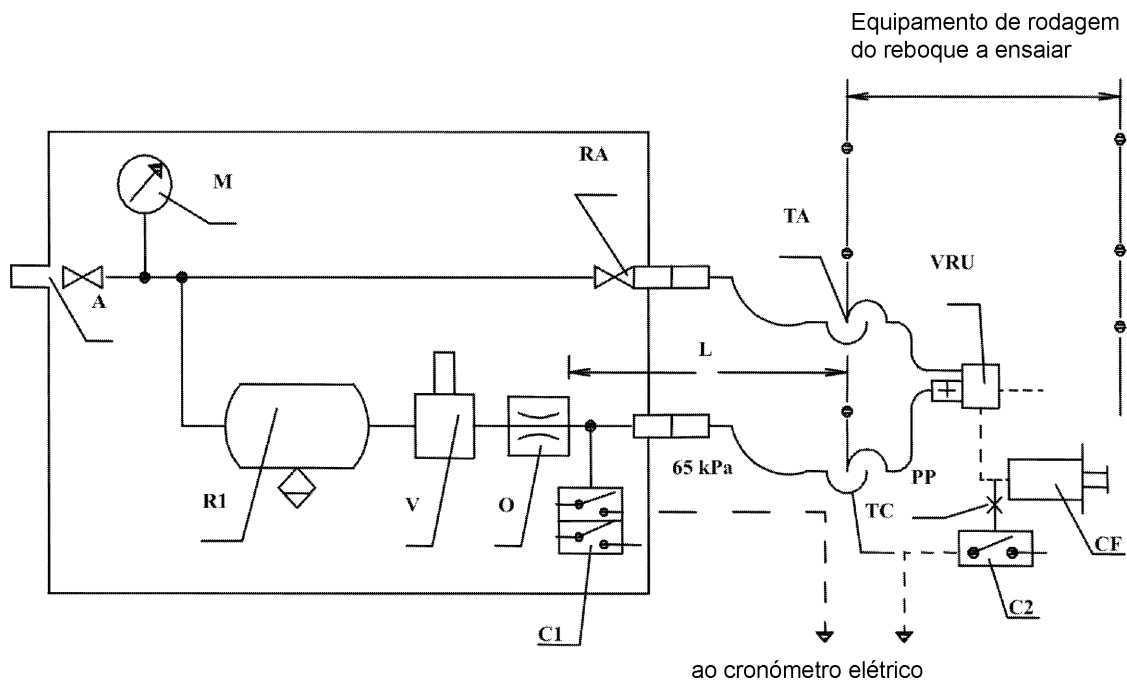 Equipamento de rodagem
do reboque a ensaiar
M
RA
TA
VRU
A
L
65 kPa
R1
V
O
PP
TC
CF
C1
C2
ao cronómetro elétrico